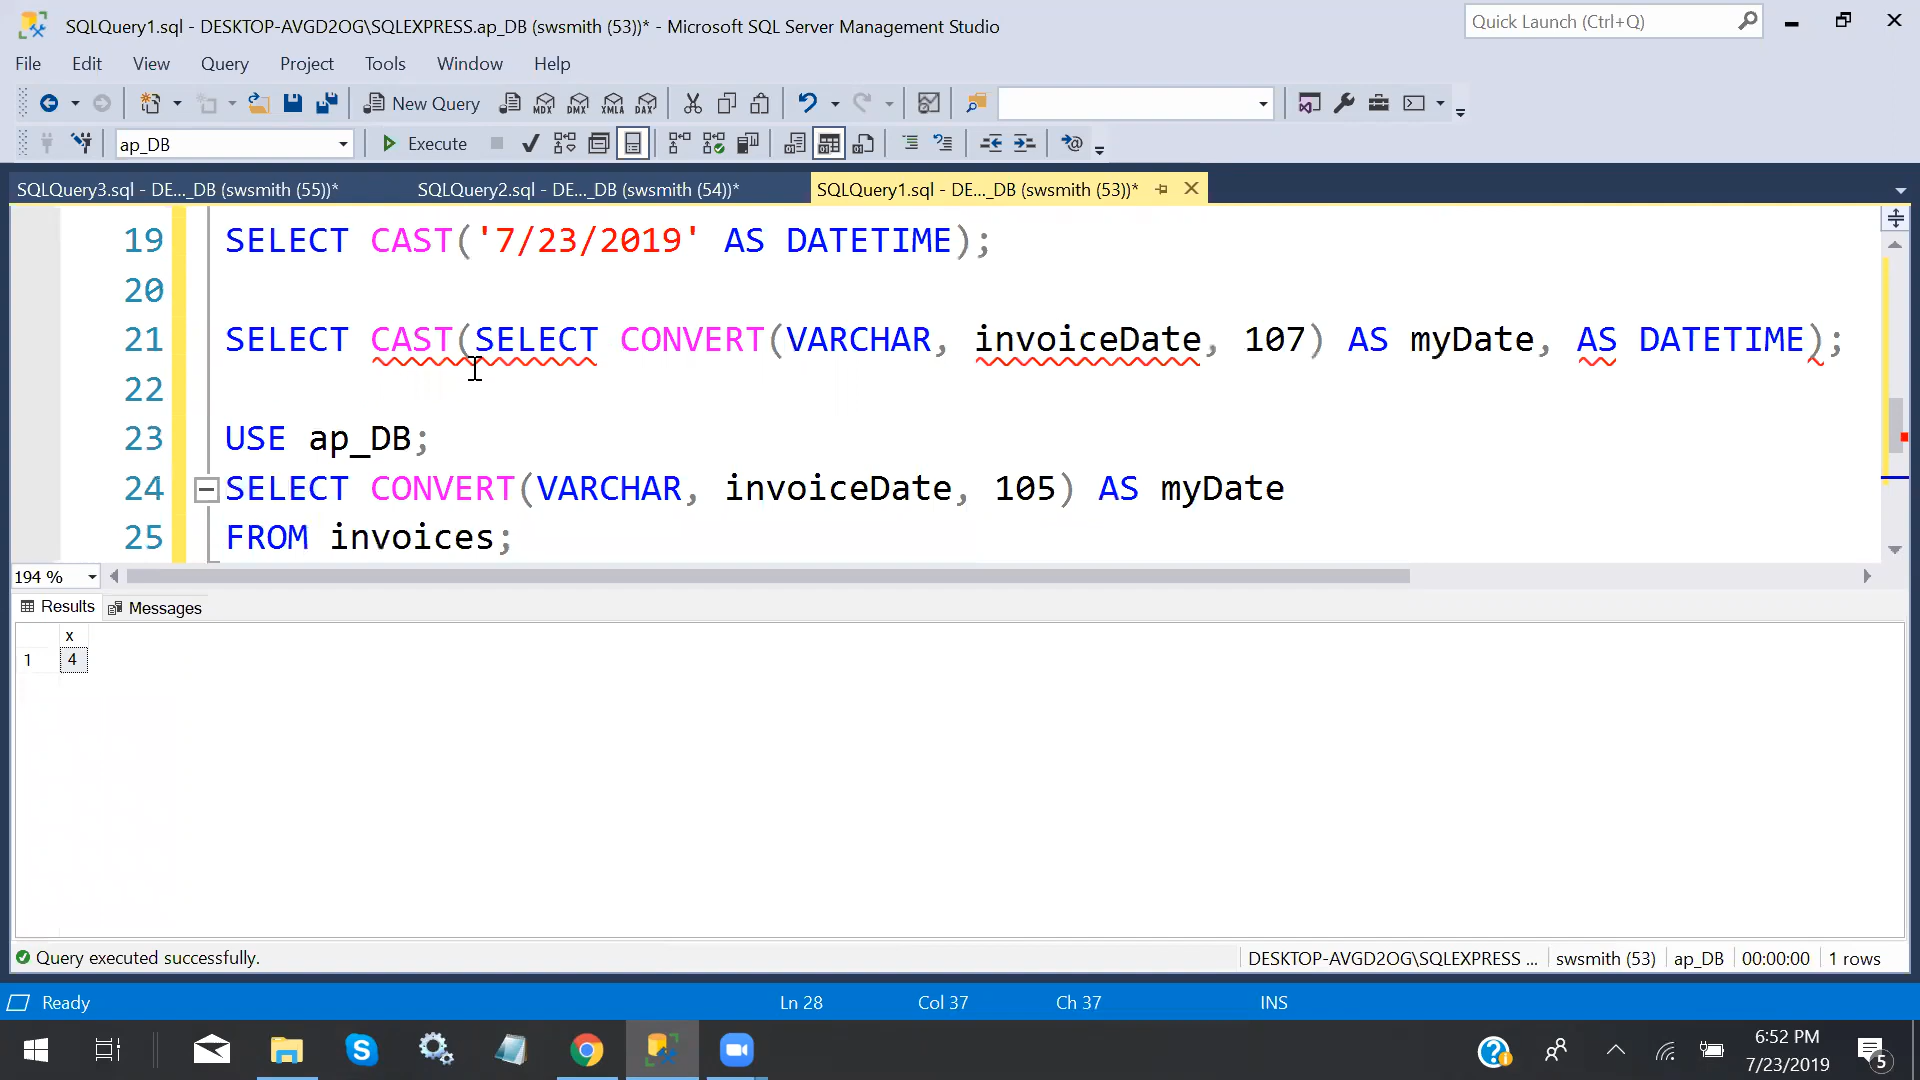 SQLQuery1.sql - DESKTOP-AVGD2OG\SQLEXPRESS.ap_DB (swsmith (53))* - Microsoft SQL Server Management Studio
Quick Launch (Ctrl+Q)
File Edit View Query Project Tools Window Help
New Query MDX DMX XMLA DAX
ap_DB Execute
SQLQuery3.sql - DE..._DB (swsmith (55))* SQLQuery2.sql - DE..._DB (swsmith (54))* SQLQuery1.sql - DE..._DB (swsmith (53))*
19 SELECT CAST('7/23/2019' AS DATETIME);
20
21 SELECT CAST(SELECT CONVERT(VARCHAR, invoiceDate, 107) AS myDate, AS DATETIME);
22
23 USE ap_DB;
24 SELECT CONVERT(VARCHAR, invoiceDate, 105) AS myDate
25 FROM invoices;
194 %
Results Messages
x
1 4
Query executed successfully. DESKTOP-AVGD2OG\SQLEXPRESS ... swsmith (53) ap_DB 00:00:00 1 rows
Ready Ln 28 Col 37 Ch 37 INS
6:52 PM
7/23/2019
5